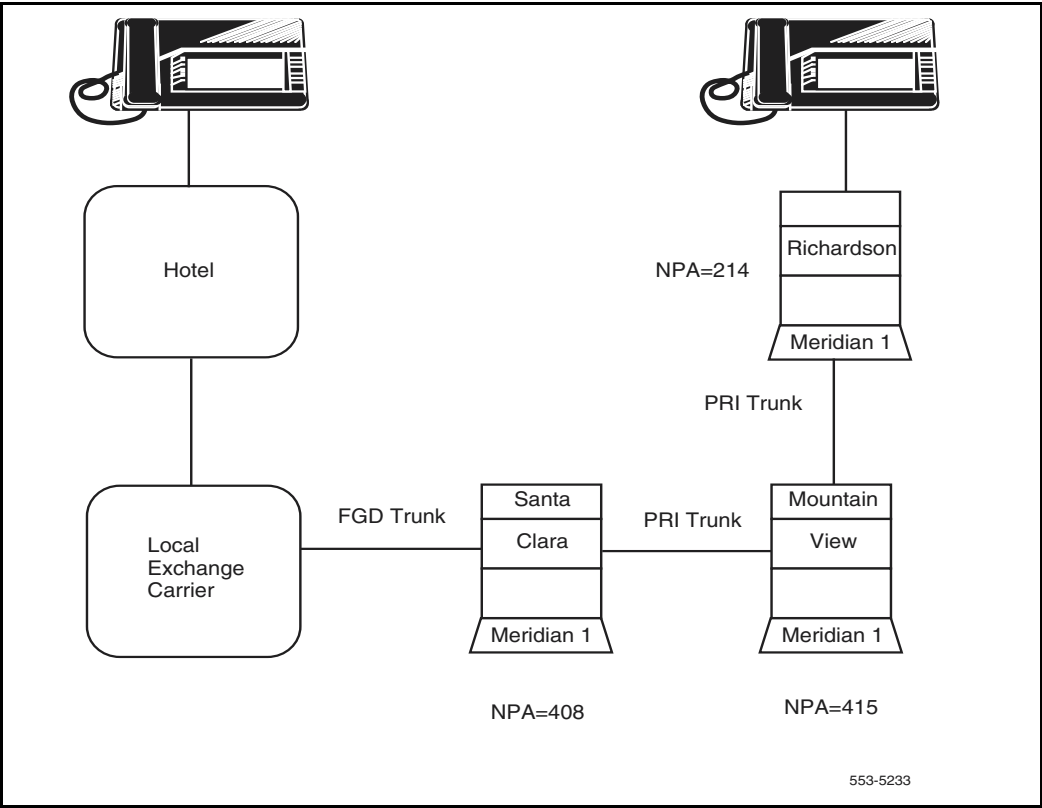 Hotel
Richardson
NPA=214
Meridian 1
PRI Trunk
Local
Exchange
Carrier
FGD Trunk
Santa
Clara
Meridian 1
NPA=408
PRI Trunk
Mountain
View
Meridian 1
NPA=415
553-5233